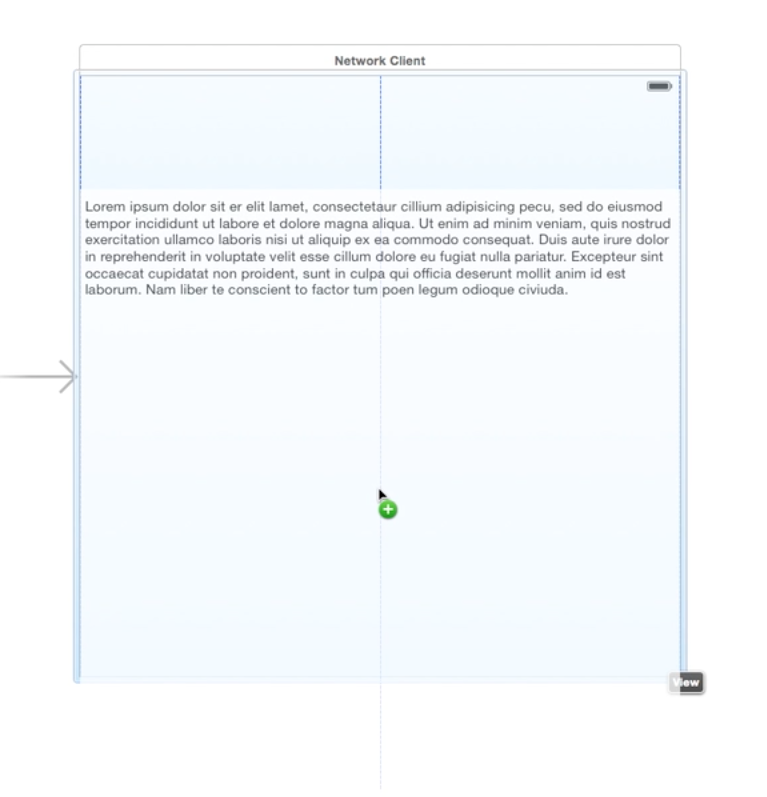 Network Client
Lorem ipsum dolor sit er elit lamet, consectetaur cillium adipisicing pecu, sed do eiusmod
tempor incididunt ut labore et dolore magna aliqua. Ut enim ad minim veniam, quis nostrud
exercitation ullamco laboris nisi ut aliquip ex ea commodo consequat. Duis aute irure dolor
in reprehenderit in voluptate velit esse cillum dolore eu fugiat nulla pariatur. Excepteur sint
occaecat cupidatat non proident, sunt in culpa qui officia deserunt mollit anim id est
laborum. Nam liber te conscient to factor tum poen legum odioque civiuda.
View